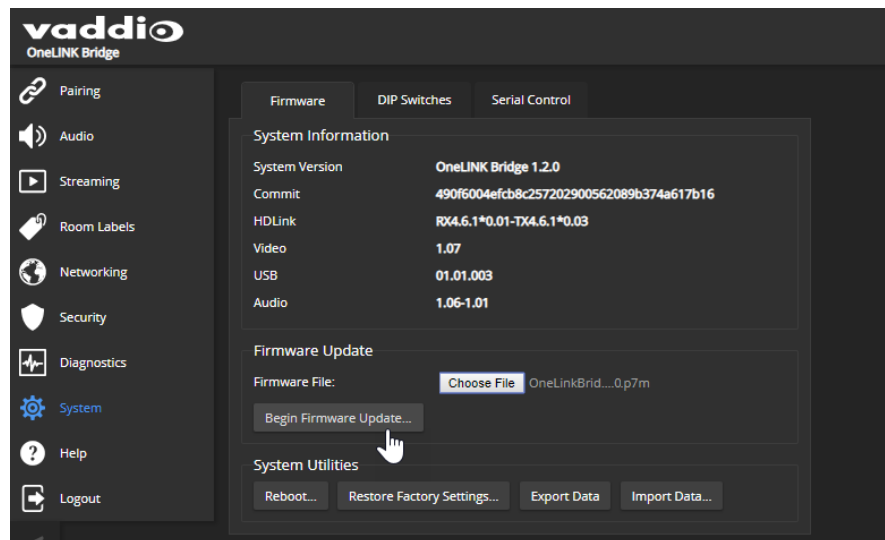 vaddio
OneLINK Bridge
Pairing
Audio
Streaming
Room Labels
Networking
Security
Diagnostics
System
Help
Logout
Firmware DIP Switches Serial Control
System Information
System Version OneLINK Bridge 1.2.0
Commit 490f6004efcb8c257202900562089b374a617b16
HDLink RX4.6.1*0.01-TX4.6.1*0.03
Video 1.07
USB 01.01.003
Audio 1.06-1.01
Firmware Update
Firmware File: Choose File OneLinkBrid....0.p7m
Begin Firmware Update...
System Utilities
Reboot... Restore Factory Settings... Export Data Import Data...